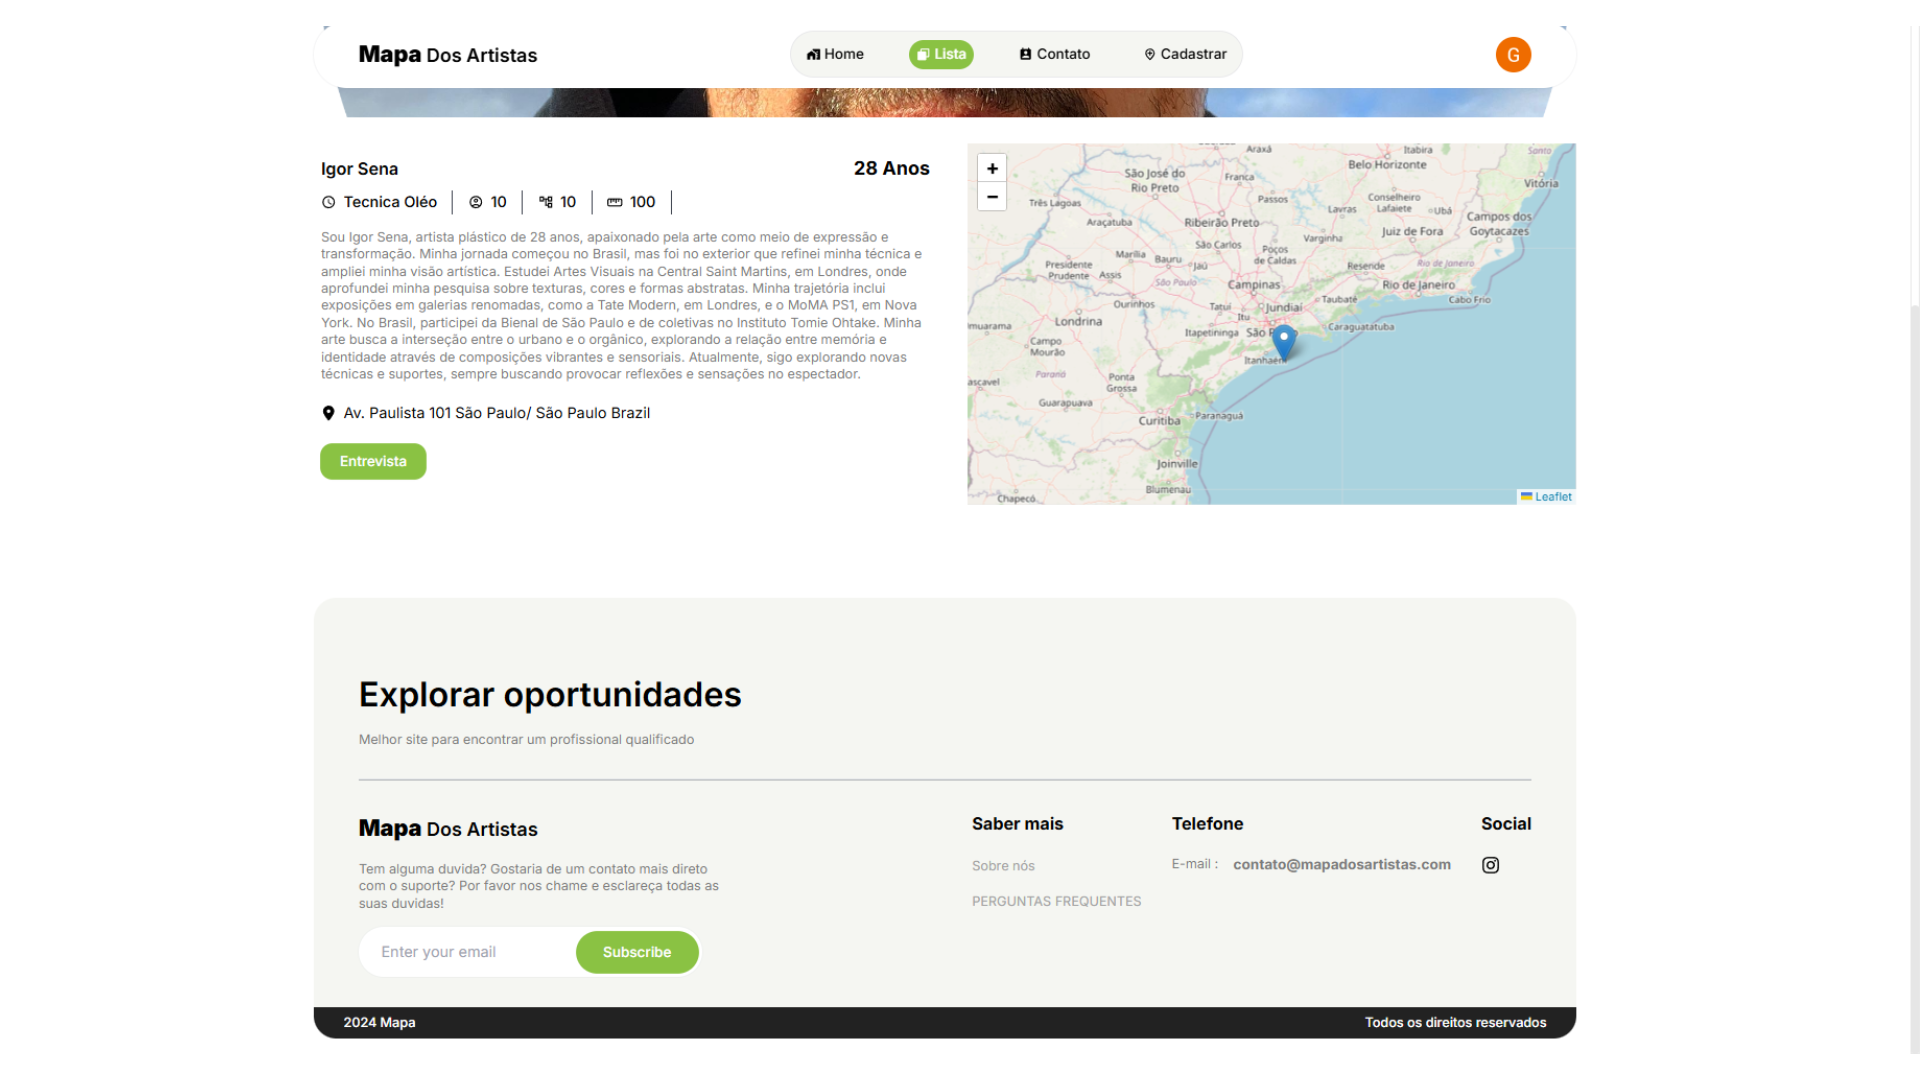 Mapa Dos Artistas
Home
Lista
Contato
Cadastrar
G
Igor Sena
28 Anos
Tecnica Oléo
10
10
100
Sou Igor Sena, artista plástico de 28 anos, apaixonado pela arte como meio de expressão e
transformação. Minha jornada começou no Brasil, mas foi no exterior que refinei minha técnica e
ampliei minha visão artística. Estudei Artes Visuais na Central Saint Martins, em Londres, onde
aprofundei minha pesquisa sobre texturas, cores e formas abstratas. Minha trajetória inclui
exposições em galerias renomadas, como a Tate Modern, em Londres, e o MoMA PS1, em Nova
York. No Brasil, participei da Bienal de São Paulo e de coletivas no Instituto Tomie Ohtake. Minha
arte busca a interseção entre o urbano e o orgânico, explorando a relação entre memória e
identidade através de composições vibrantes e sensoriais. Atualmente, sigo explorando novas
técnicas e suportes, sempre buscando provocar reflexões e sensações no espectador.
Av. Paulista 101 São Paulo/ São Paulo Brazil
Entrevista
+
−
Araxá
Itabira
Santo
Belo Horizonte
São José do
Rio Preto
Franca
Vitória
Três Lagoas
Passos
Conselheiro
Lafaiete
Lavras
Ubá
Campos dos
Goytacazes
Araçatuba
Ribeirão Preto
Juiz de Fora
São Carlos
Varginha
Poços
de Caldas
Marília
Bauru
Jaú
Presidente
Prudente
Assis
Resende
Rio de Janeiro
São Paulo
Campinas
Rio de Janeiro
Ourinhos
Tatuí
Jundiaí
Taubaté
Cabo Frio
Itu
Londrina
muarama
Itapetininga
São P
Caraguatatuba
Campo
Mourão
Itanhaém
Paraná
Ponta
Grossa
ascavel
Guarapuava
Curitiba
Paranaguá
Joinville
Blumenau
Chapecó
Leaflet
Explorar oportunidades
Melhor site para encontrar um profissional qualificado
Mapa Dos Artistas
Tem alguma duvida? Gostaria de um contato mais direto
com o suporte? Por favor nos chame e esclareça todas as
suas duvidas!
Enter your email
Subscribe
Saber mais
Sobre nós
PERGUNTAS FREQUENTES
Telefone
E-mail : contato@mapadosartistas.com
Social
2024 Mapa
Todos os direitos reservados